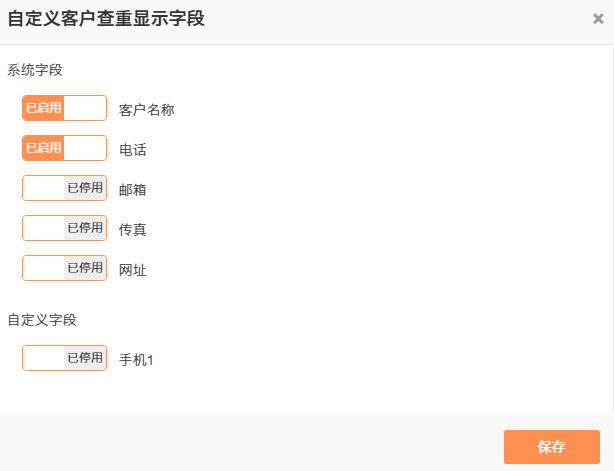 自定义客户查重显示字段
系统字段
已启用 客户名称
已启用 电话
已停用 邮箱
已停用 传真
已停用 网址
自定义字段
已停用 手机1
保存